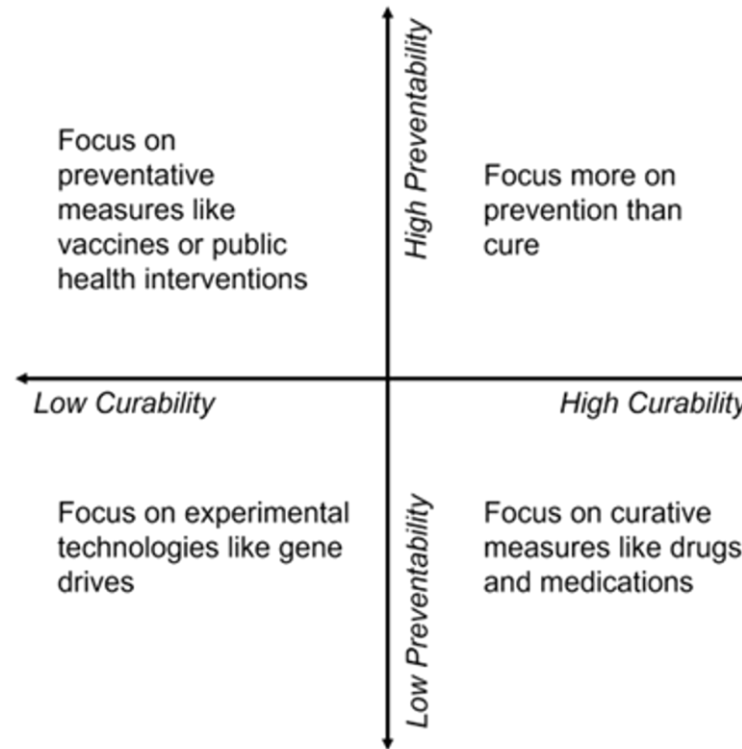 High Preventability
Focus on
preventative
measures like
vaccines or public
health interventions
Focus more on
prevention than
cure
Low Curability
High Curability
Focus on experimental
technologies like gene
drives
Low Preventability
Focus on curative
measures like drugs
and medications